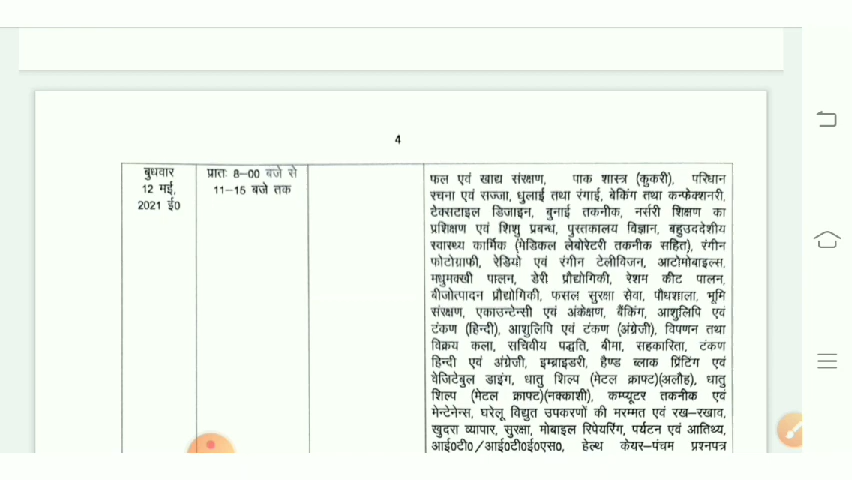 4
बुधवार
12 मई,
2021 ई0
प्रातः 8–00 बजे से
11–15 बजे तक
फल एवं खाद्य संरक्षण, पाक शास्त्र (कुकरी), परिधान
रचना एवं सज्जा, धुलाई तथा रंगाई, बेकिंग तथा कन्फेक्शनरी,
टेक्सटाइल डिजाइन, बुनाई तकनीक, नर्सरी शिक्षण का
प्रशिक्षण एवं शिशु प्रबन्ध, पुस्तकालय विज्ञान, बहुउददेशीय
स्वास्थ्य कार्मिक (मेडिकल लेबोरेटरी तकनीक सहित), रंगीन
फोटोग्राफी, रेडियो एवं रंगीन टेलीविजन, आटोमोबाइल्स,
मधुमक्खी पालन, डेरी प्रौद्योगिकी, रेशम कीट पालन,
बीजोत्पादन प्रौद्योगिकी, फसल सुरक्षा सेवा, पौधशाला, भूमि
संरक्षण, एकाउन्टेन्सी एवं अंकेक्षण, बैंकिंग, आशुलिपि एवं
टंकण (हिन्दी), आशुलिपि एवं टंकण (अंग्रेजी), विपणन तथा
विक्रय कला, सचिवीय पद्धति, बीमा, सहकारिता, टंकण
हिन्दी एवं अंग्रेजी, इम्ब्राइडरी, हैण्ड ब्लाक प्रिंटिंग एवं
वेजिटेबुल डाइंग, धातु शिल्प (मेटल क्राफ्ट)(अलौह), धातु
शिल्प (मेटल क्राफ्ट)(नक्काशी), कम्प्यूटर तकनीक एवं
मेन्टेनेन्स, घरेलू विद्युत उपकरणों की मरम्मत एवं रख–रखाव,
खुदरा व्यापार, सुरक्षा, मोबाइल रिपेयरिंग, पर्यटन एवं आतिथ्य,
आई0टी0/आई0टी0ई0एस0, हेल्थ केयर–पंचम प्रश्नपत्र